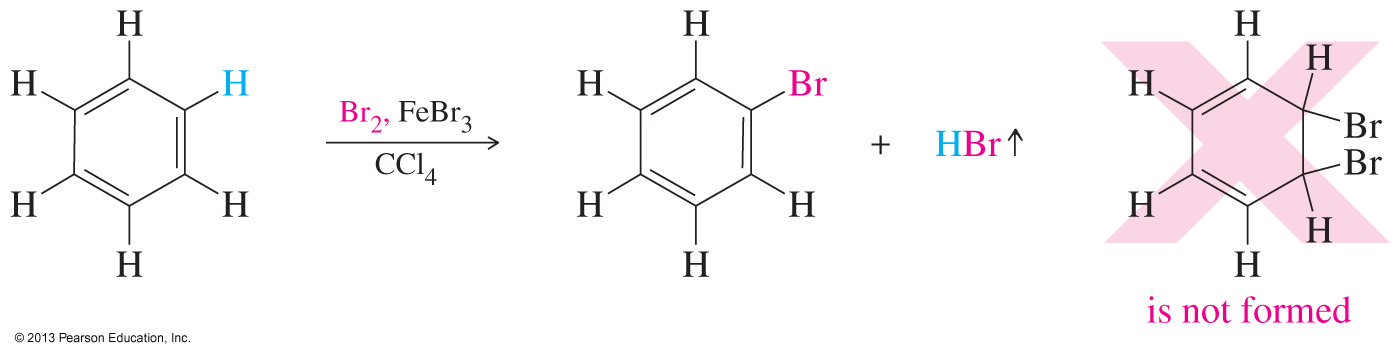 H
H H
H H
H
Br₂, FeBr₃
CCl₄
H
H Br
H H
H
+ HBr↑
H
H H
Br
Br
H H
H
is not formed
© 2013 Pearson Education, Inc.